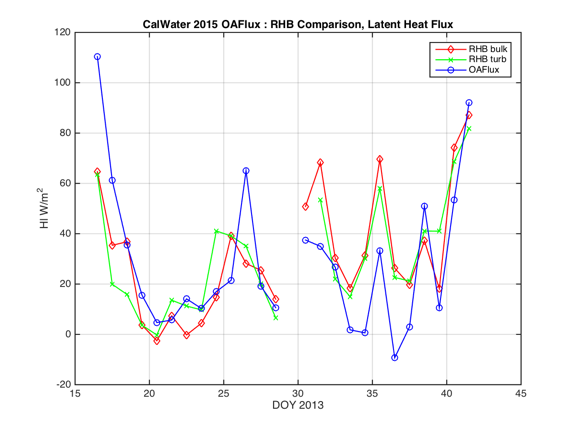 CalWater 2015 OAFlux : RHB Comparison, Latent Heat Flux
RHB bulk
RHB turb
OAFlux
120
100
80
60
40
20
0
-20
Hl W/m2
15
20
25
30
35
40
45
DOY 2013